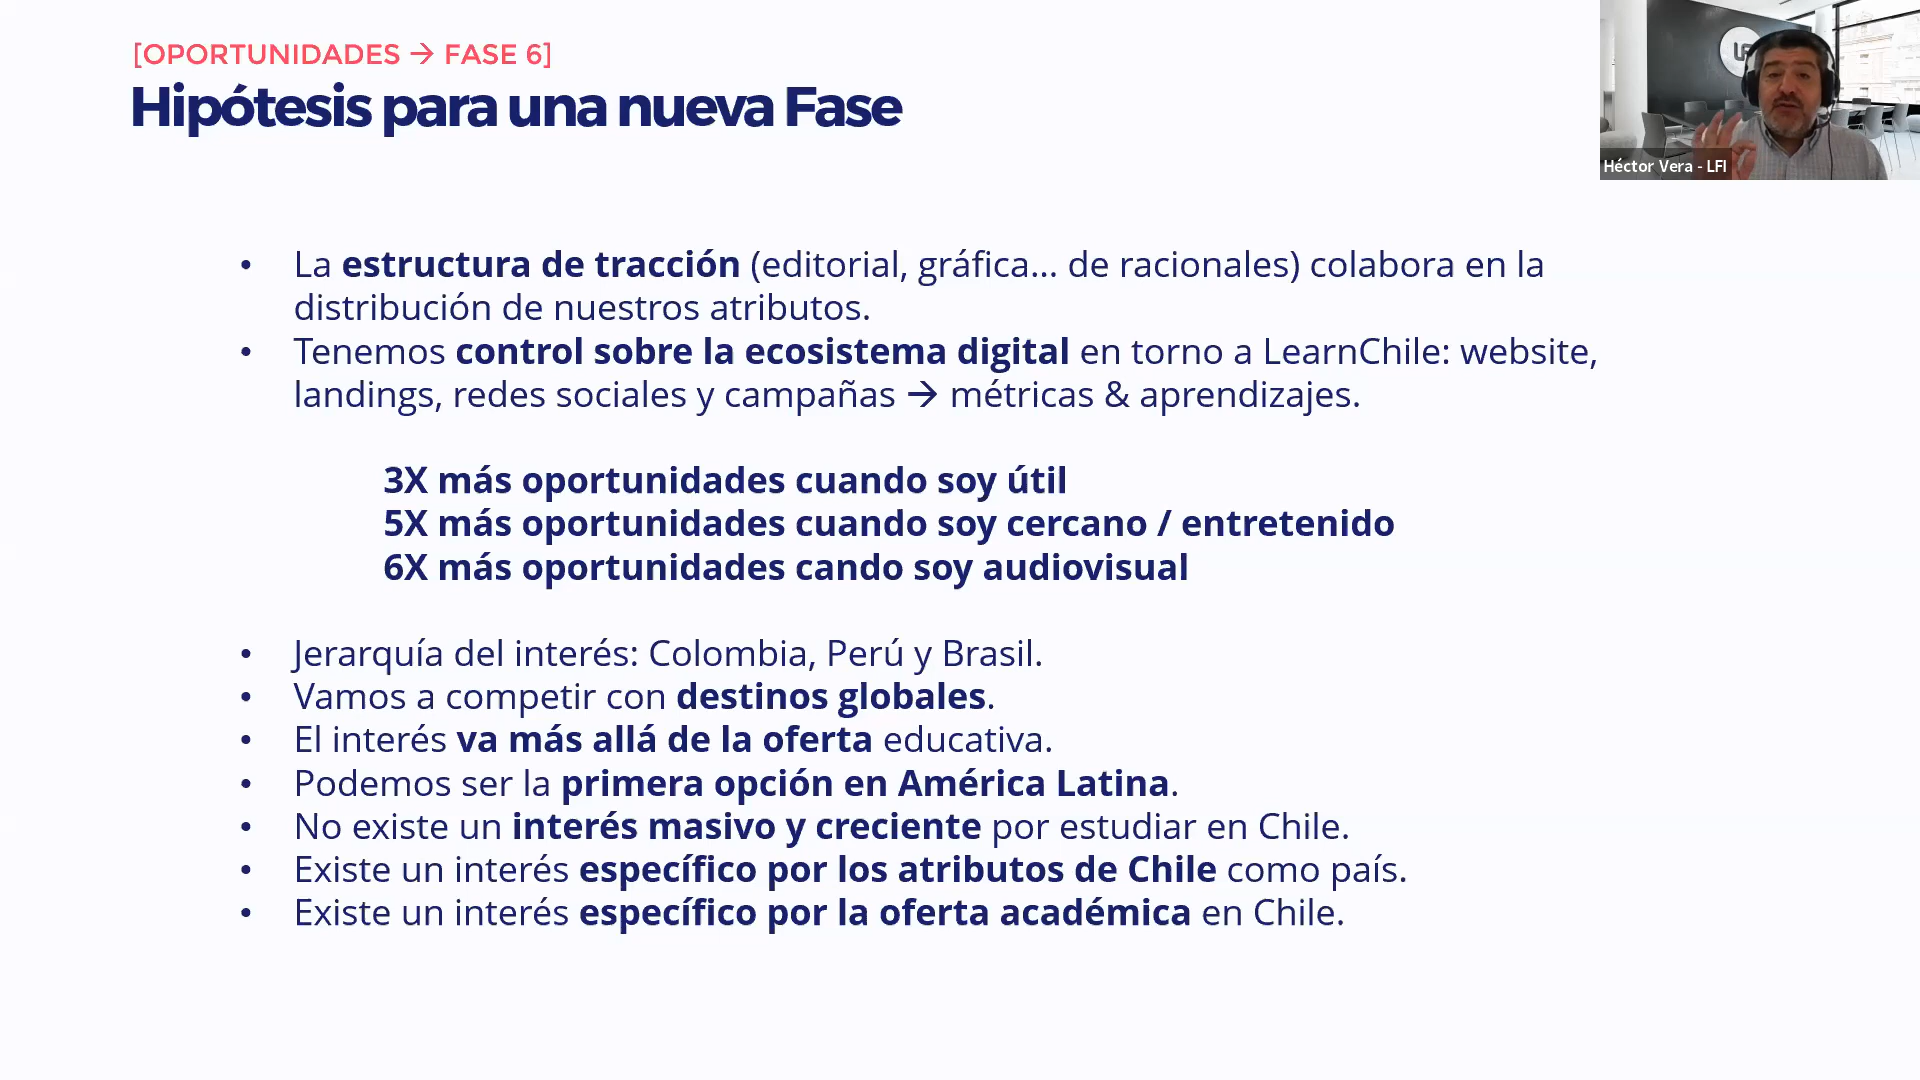 [OPORTUNIDADES → FASE 6]
Hipótesis para una nueva Fase
Héctor Vera - LFI
• La estructura de tracción (editorial, gráfica... de racionales) colabora en la
distribución de nuestros atributos.
• Tenemos control sobre la ecosistema digital en torno a LearnChile: website,
landings, redes sociales y campañas → métricas & aprendizajes.
3X más oportunidades cuando soy útil
5X más oportunidades cuando soy cercano / entretenido
6X más oportunidades cando soy audiovisual
• Jerarquía del interés: Colombia, Perú y Brasil.
• Vamos a competir con destinos globales.
• El interés va más allá de la oferta educativa.
• Podemos ser la primera opción en América Latina.
• No existe un interés masivo y creciente por estudiar en Chile.
• Existe un interés específico por los atributos de Chile como país.
• Existe un interés específico por la oferta académica en Chile.